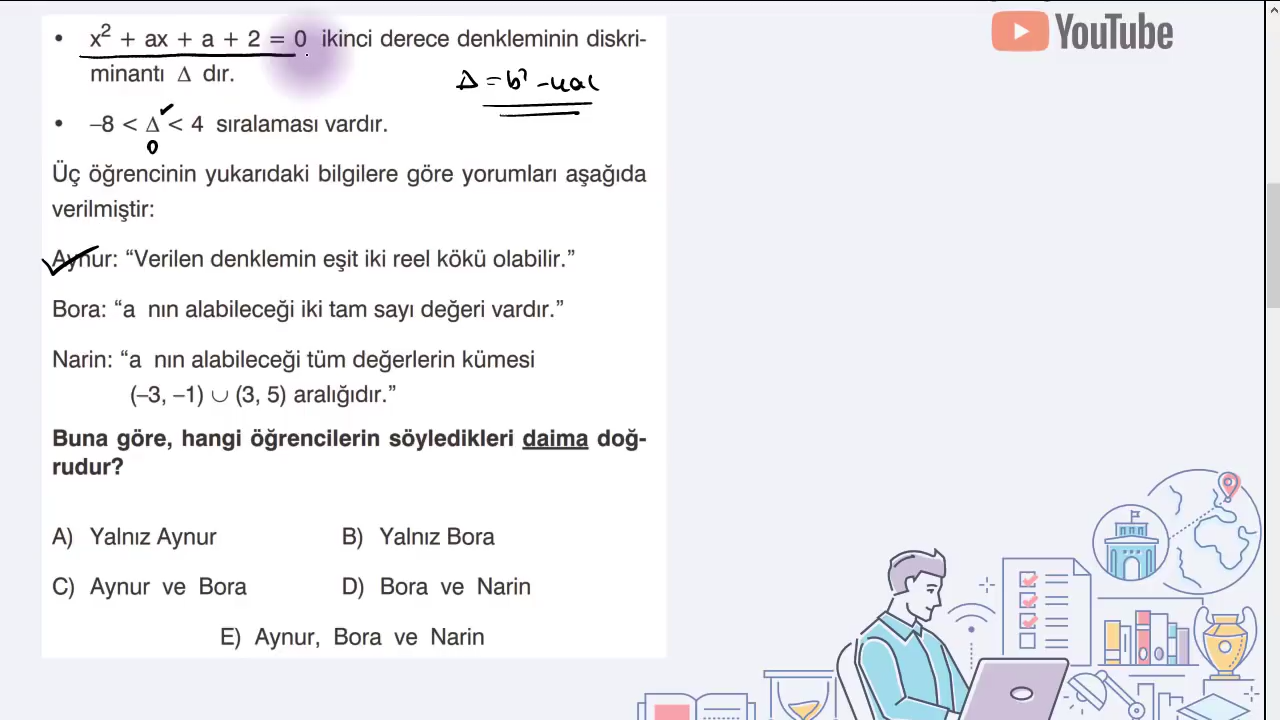 YouTube
• x² + ax + a + 2 = 0 ikinci derece denkleminin diskri-
minantı Δ dır.
Δ = b² - 4ac
• –8 < Δ < 4 sıralaması vardır.
0
Üç öğrencinin yukarıdaki bilgilere göre yorumları aşağıda
verilmiştir:
Aynur: “Verilen denklemin eşit iki reel kökü olabilir.”
Bora: “a nın alabileceği iki tam sayı değeri vardır.”
Narin: “a nın alabileceği tüm değerlerin kümesi
(–3, –1) ∪ (3, 5) aralığıdır.”
Buna göre, hangi öğrencilerin söyledikleri daima doğ-
rudur?
A) Yalnız Aynur B) Yalnız Bora
C) Aynur ve Bora D) Bora ve Narin
E) Aynur, Bora ve Narin